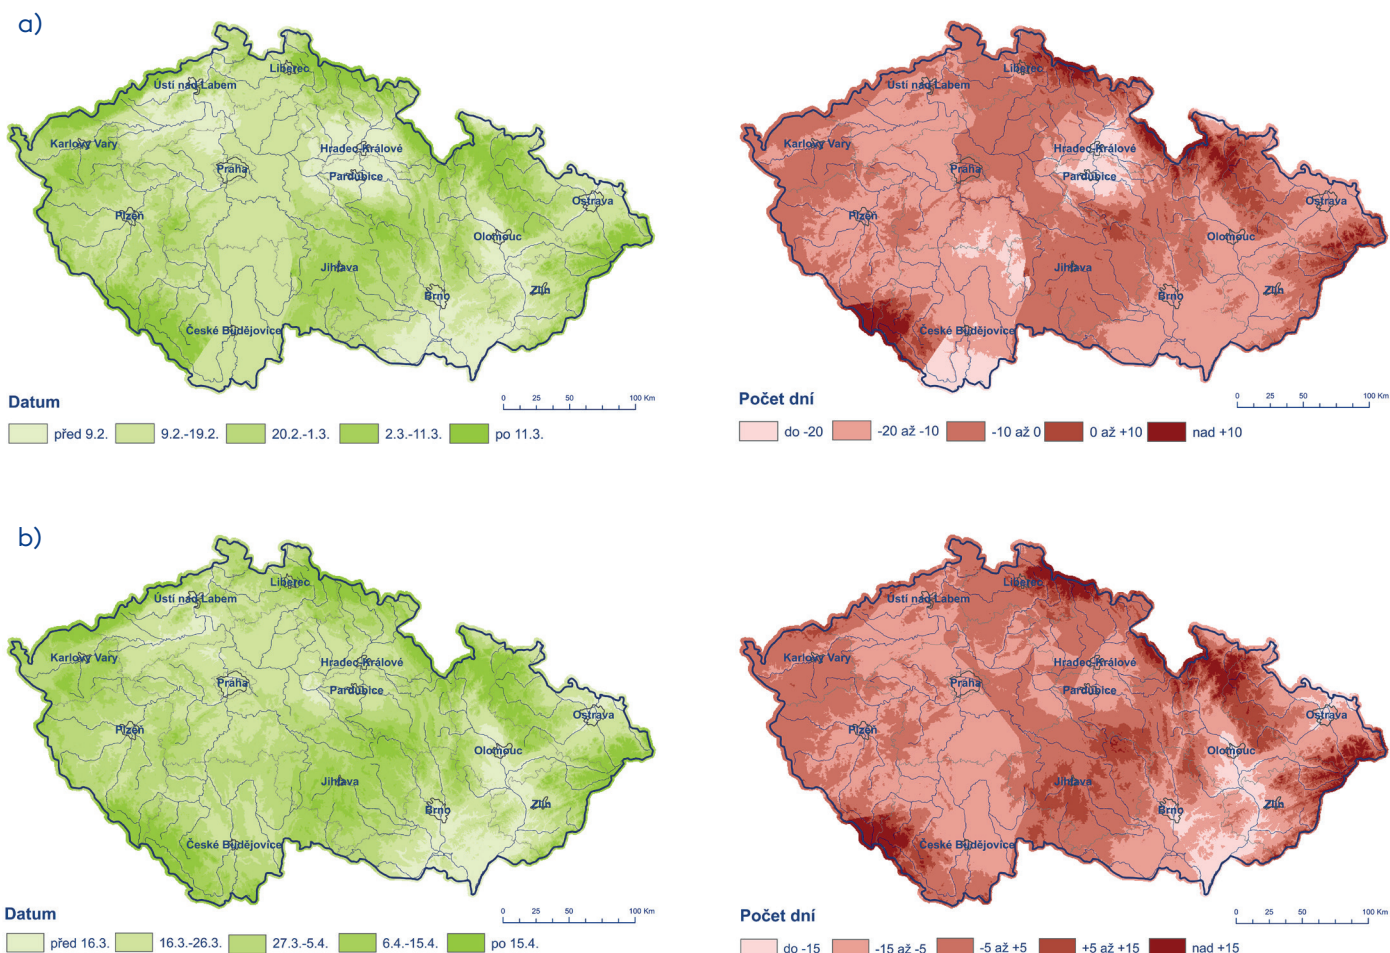 a)
Liberec
Ústí nad Labem
Karlovy Vary
Hradec Králové
Praha
Pardubice
Plzeň
Ostrava
Olomouc
Jihlava
Brno
Zlín
České Budějovice
Datum
0 25 50 100 Km
před 9.2. 9.2.-19.2. 20.2.-1.3. 2.3.-11.3. po 11.3.
Liberec
Ústí nad Labem
Karlovy Vary
Hradec Králové
Praha
Pardubice
Plzeň
Ostrava
Olomouc
Jihlava
Brno
Zlín
České Budějovice
Počet dní
0 25 50 100 Km
do -20 -20 až -10 -10 až 0 0 až +10 nad +10
b)
Liberec
Ústí nad Labem
Karlovy Vary
Hradec Králové
Praha
Pardubice
Plzeň
Ostrava
Olomouc
Jihlava
Brno
Zlín
České Budějovice
Datum
0 25 50 100 Km
před 16.3. 16.3.-26.3. 27.3.-5.4. 6.4.-15.4. po 15.4.
Liberec
Ústí nad Labem
Karlovy Vary
Hradec Králové
Praha
Pardubice
Plzeň
Ostrava
Olomouc
Jihlava
Brno
Zlín
České Budějovice
Počet dní
0 25 50 100 Km
do -15 -15 až -5 -5 až +5 +5 až +15 nad +15